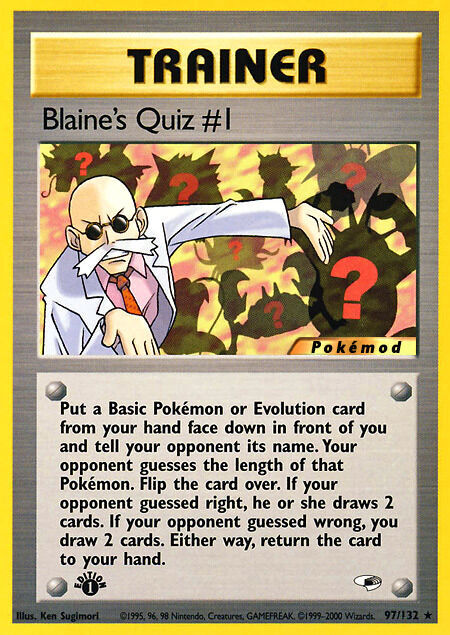 TRAINER
Blaine's Quiz #1
?
?
?
?
?
?
Pokémod
Put a Basic Pokémon or Evolution card
from your hand face down in front of you
and tell your opponent its name. Your
opponent guesses the length of that
Pokémon. Flip the card over. If your
opponent guessed right, he or she draws 2
cards. If your opponent guessed wrong, you
draw 2 cards. Either way, return the card
to your hand.
EDITION
1
Illus. Ken Sugimori
©1995, 96, 98 Nintendo, Creatures, GAMEFREAK. ©1999-2000 Wizards.
97/132 ★